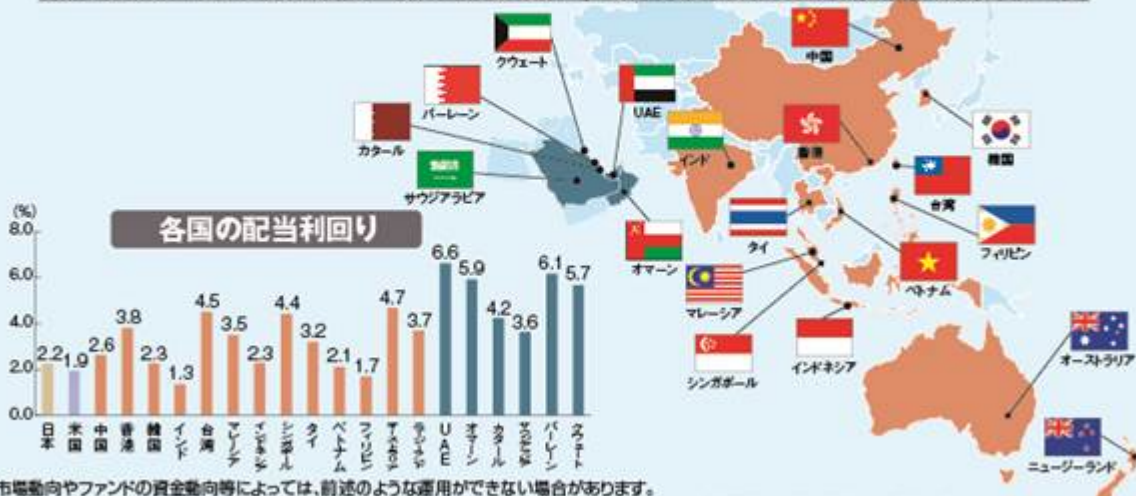 中国
クウェート
バーレーン
UAE
カタール
インド
香港
韓国
サウジアラビア
台湾
タイ
フィリピン
オマーン
ベトナム
マレーシア
シンガポール
インドネシア
オーストラリア
ニュージーランド
各国の配当利回り
(%)
8.0
6.0
4.0
2.0
0.0
2.2 1.9 2.6 3.8 2.3 1.3 4.5 3.5 2.3 4.4 3.2 2.1 1.7 4.7 3.7 6.6 5.9 4.2 3.6 6.1 5.7
日本 米国 中国 香港 韓国 インド 台湾 マレーシア インドネシア シンガポール タイ ベトナム フィリピン オーストラリア ニュージーランド UAE オマーン カタール サウジアラビア バーレーン クウェート
市場動向やファンドの資金動向等によっては、前述のような運用ができない場合があります。